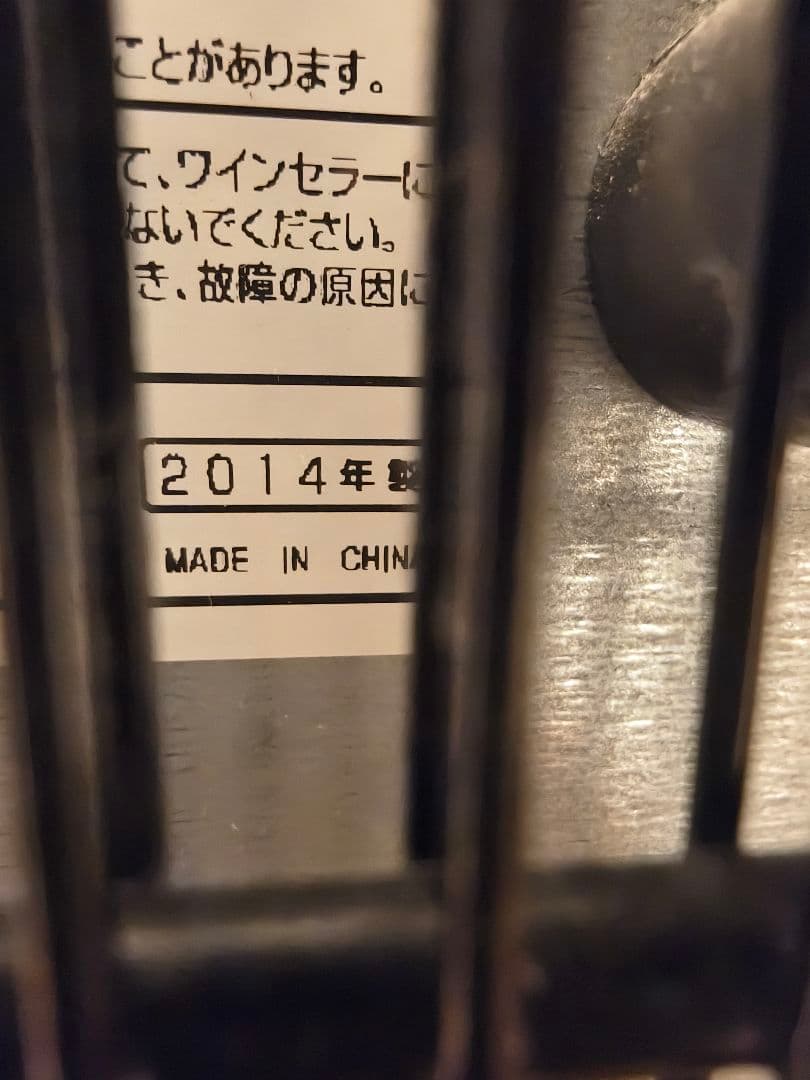 ことがあります。
て、ワインセラーに
ないでください。
き、故障の原因に
2014年製
MADE IN CHINA